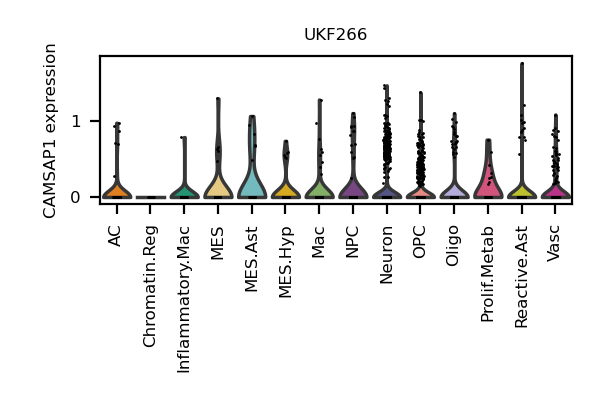 UKF266
CAMSAP1 expression
1
0
AC
Chromatin.Reg
Inflammatory.Mac
MES
MES.Ast
MES.Hyp
Mac
NPC
Neuron
OPC
Oligo
Prolif.Metab
Reactive.Ast
Vasc